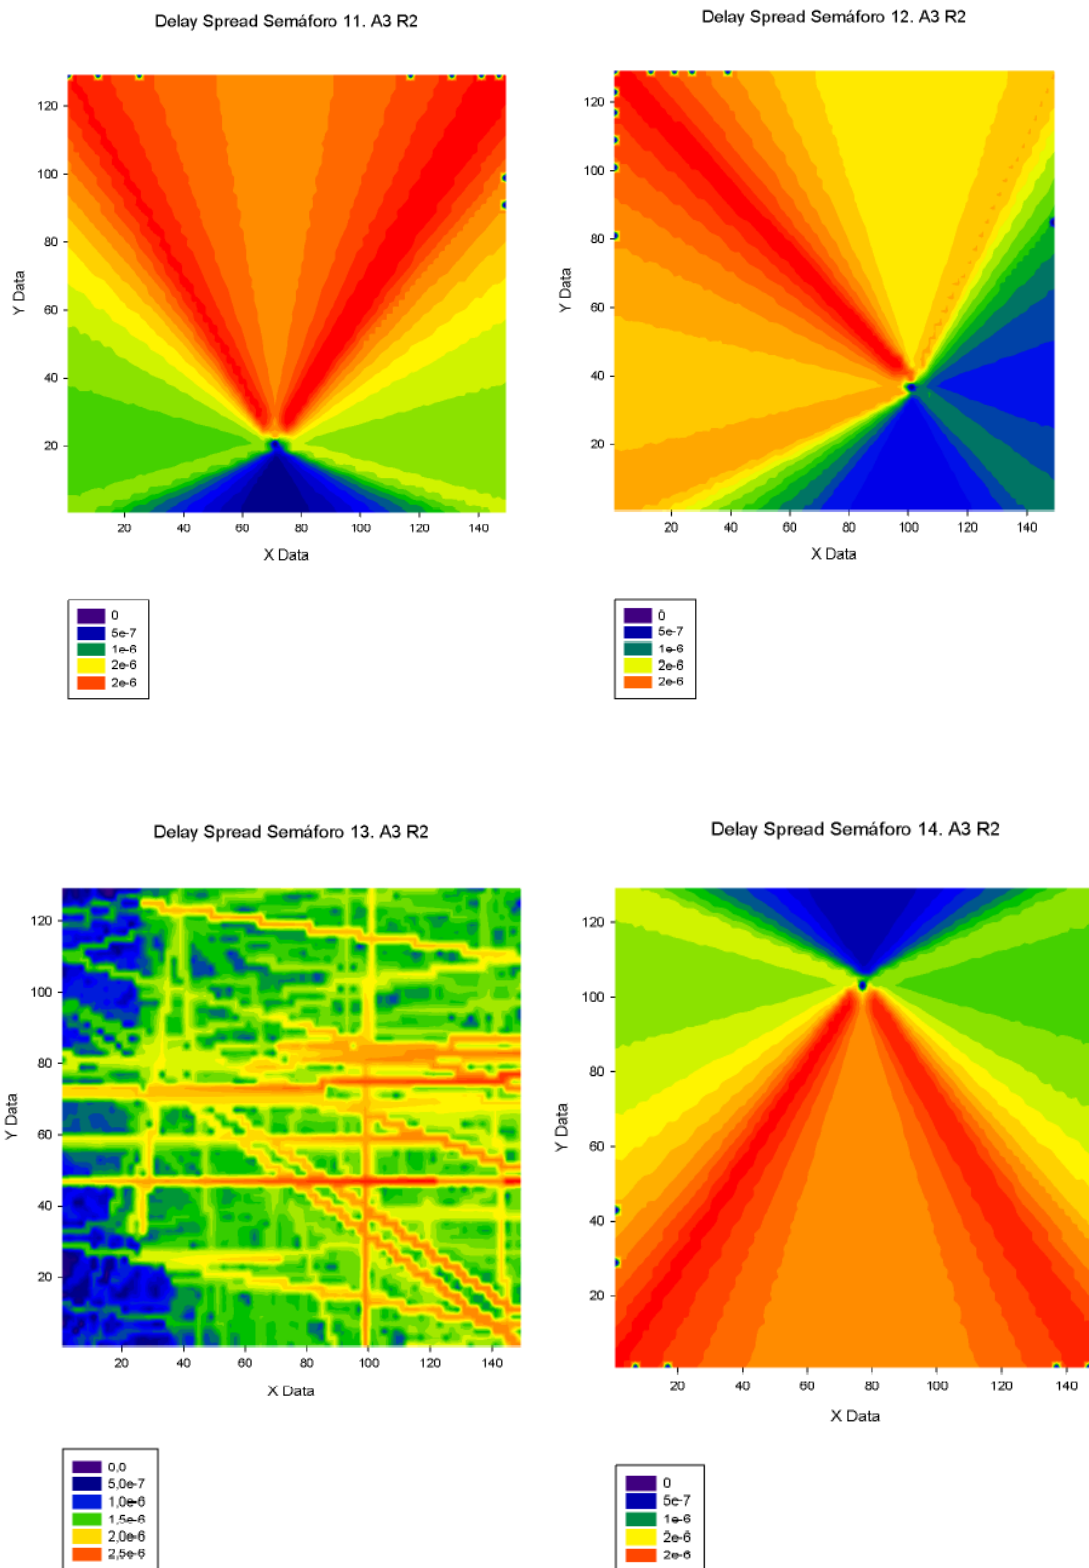 Delay Spread Semáforo 11. A3 R2
120
100
80
60
40
20
Y Data
20 40 60 80 100 120 140
X Data
0
5e-7
1e-6
2e-6
2e-6
Delay Spread Semáforo 12. A3 R2
120
100
80
60
40
20
Y Data
20 40 60 80 100 120 140
X Data
0
5e-7
1e-6
2e-6
2e-6
Delay Spread Semáforo 13. A3 R2
120
100
80
60
40
20
Y Data
20 40 60 80 100 120 140
X Data
0,0
5,0e-7
1,0e-6
1,5e-6
2,0e-6
2,5e-6
Delay Spread Semáforo 14. A3 R2
120
100
80
60
40
20
Y Data
20 40 60 80 100 120 140
X Data
0
5e-7
1e-6
2e-6
2e-6